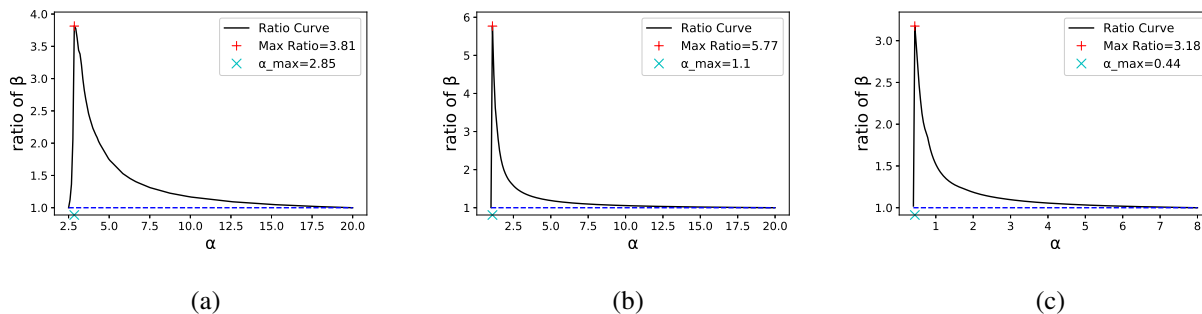 4.0
3.5
3.0
2.5
2.0
1.5
1.0
ratio of β
2.5 5.0 7.5 10.0 12.5 15.0 17.5 20.0
α
Ratio Curve
Max Ratio=3.81
α_max=2.85
(a)
6
5
4
3
2
1
ratio of β
2.5 5.0 7.5 10.0 12.5 15.0 17.5 20.0
α
Ratio Curve
Max Ratio=5.77
α_max=1.1
(b)
3.0
2.5
2.0
1.5
1.0
ratio of β
1 2 3 4 5 6 7 8
α
Ratio Curve
Max Ratio=3.18
α_max=0.44
(c)